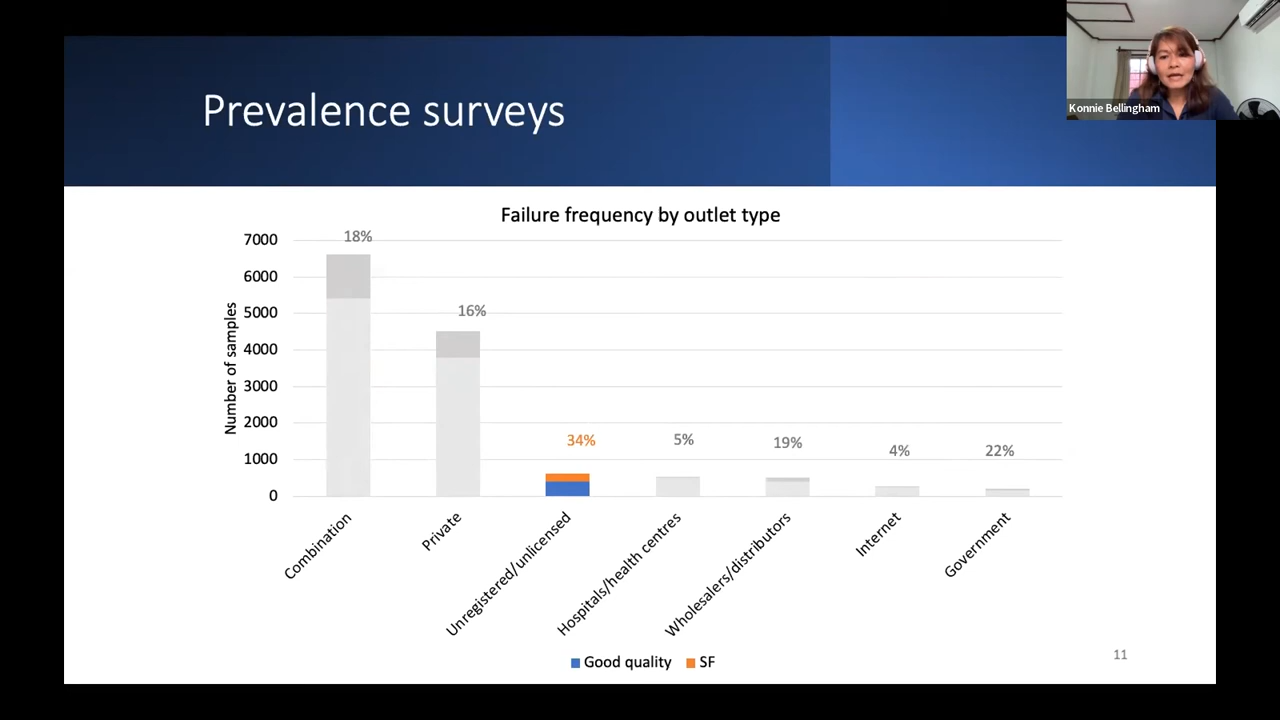 Konnie Bellingham
Prevalence surveys
Failure frequency by outlet type
Number of samples
7000
6000
5000
4000
3000
2000
1000
0
18%
16%
34%
5%
19%
4%
22%
Combination
Private
Unregistered/unlicensed
Hospitals/health centres
Wholesalers/distributors
Internet
Government
Good quality
SF
11